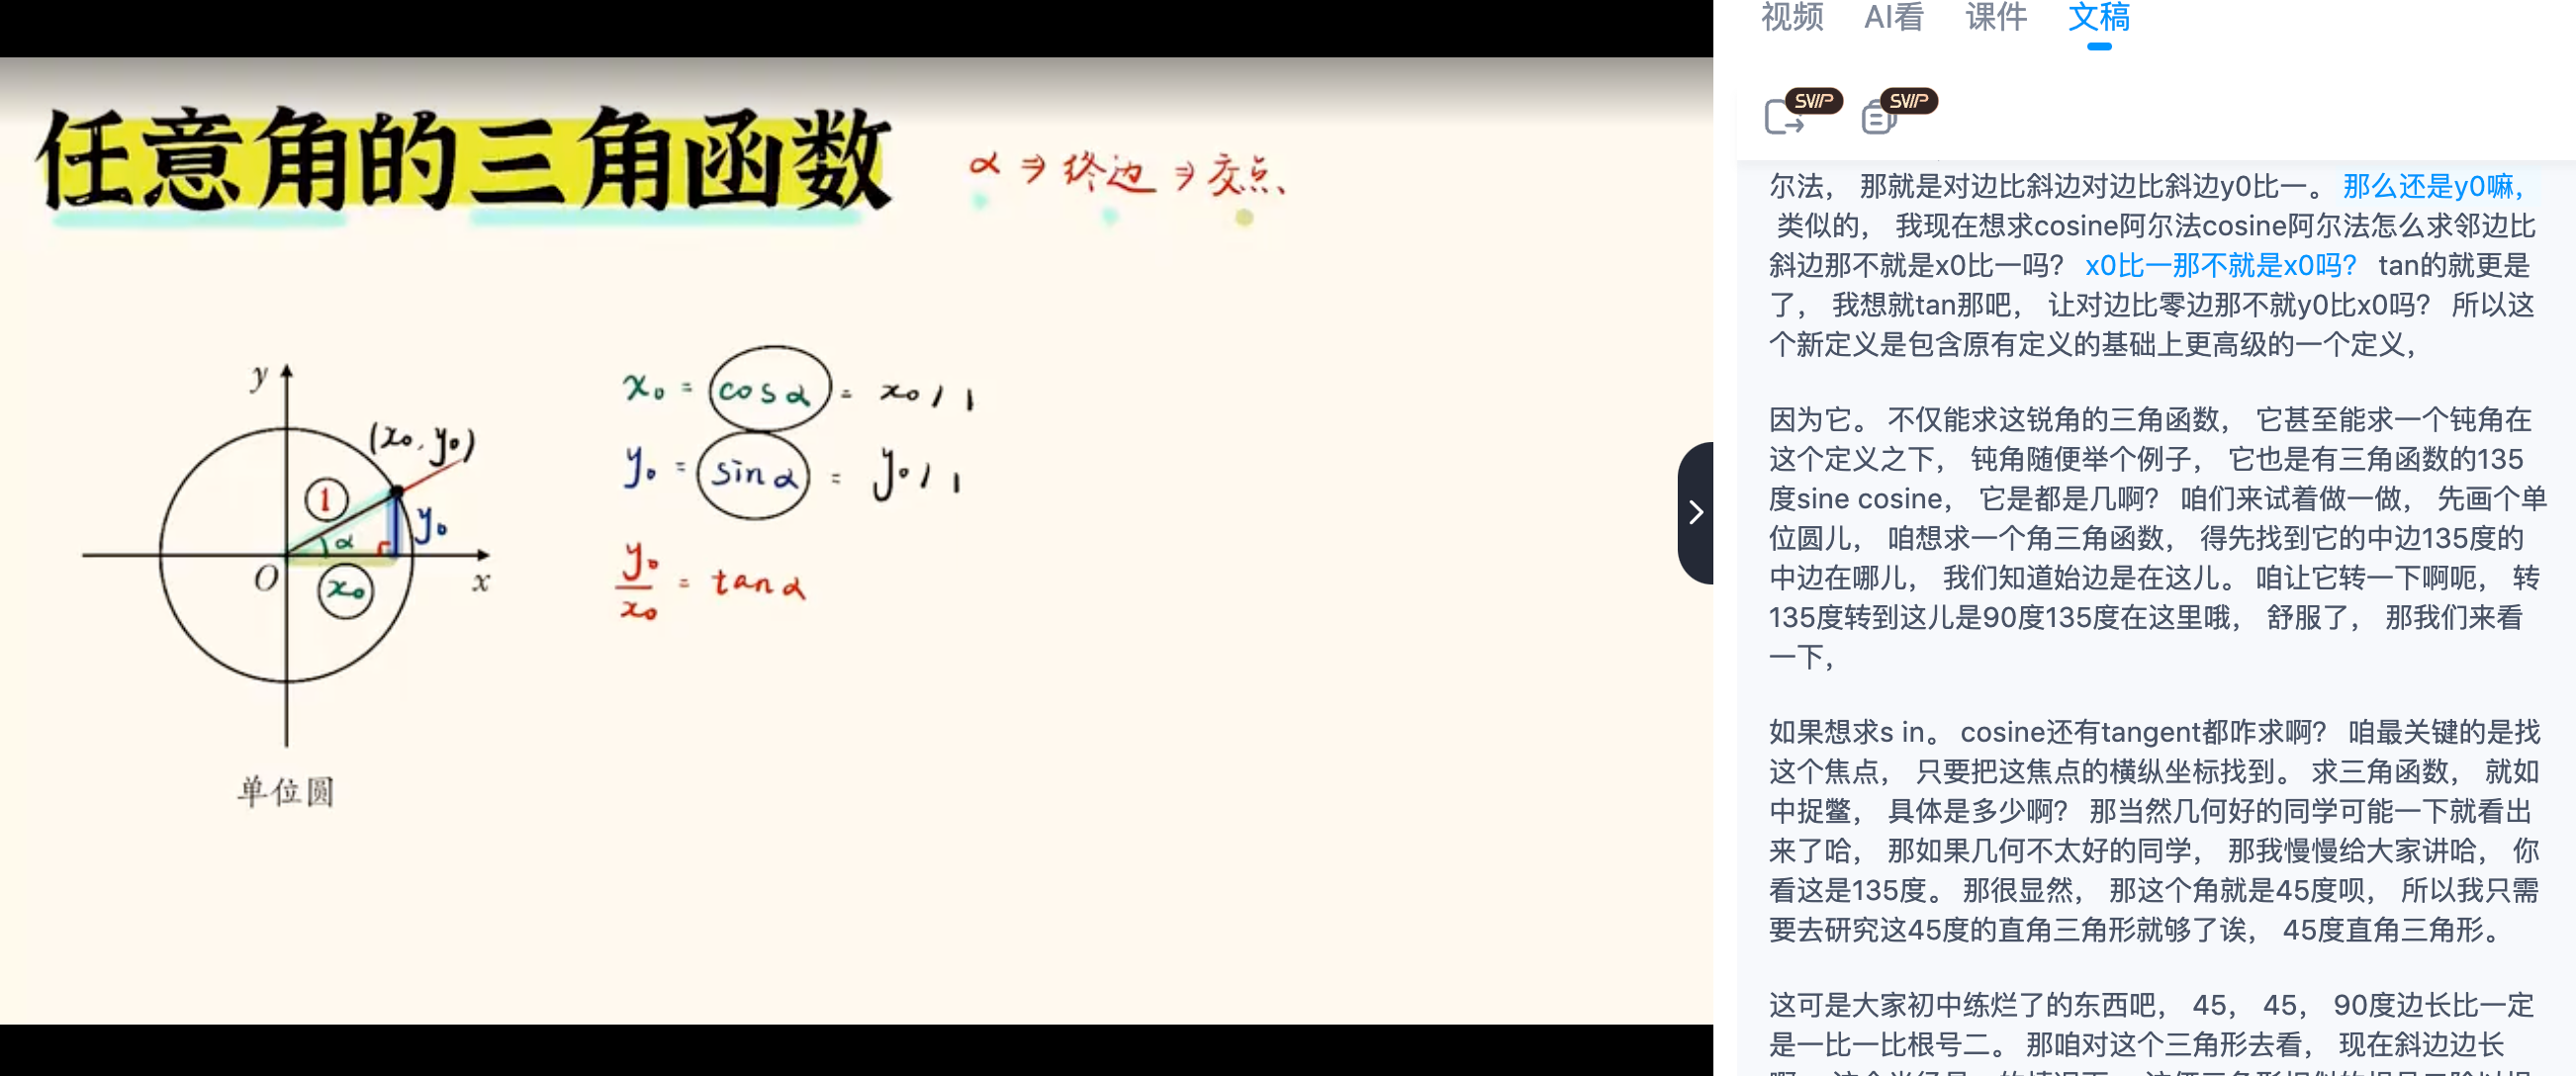 任意角的三角函数
α ⇒ 终边 ⇒ 交点、
y
(x₀, y₀)
1
y₀
α
O
x₀
x
单位圆
x₀ = cosα = x₀ / 1
y₀ = sinα = y₀ / 1
y₀/x₀ = tanα
视频 AI看 课件 文稿
SVIP SVIP
尔法， 那就是对边比斜边对边比斜边y0比一。 那么还是y0嘛，
类似的， 我现在想求cosine阿尔法cosine阿尔法怎么求邻边比
斜边那不就是x0比一吗？ x0比一那不就是x0吗？ tan的就更是
了， 我想就tan那吧， 让对边比零边那不就y0比x0吗？ 所以这
个新定义是包含原有定义的基础上更高级的一个定义，
因为它。 不仅能求这锐角的三角函数， 它甚至能求一个钝角在
这个定义之下， 钝角随便举个例子， 它也是有三角函数的135
度sine cosine， 它是都是几啊？ 咱们来试着做一做， 先画个单
位圆儿， 咱想求一个角三角函数， 得先找到它的中边135度的
中边在哪儿， 我们知道始边是在这儿。 咱让它转一下啊呃， 转
135度转到这儿是90度135度在这里哦， 舒服了， 那我们来看
一下，
如果想求s in。 cosine还有tangent都咋求啊？ 咱最关键的是找
这个焦点， 只要把这焦点的横纵坐标找到。 求三角函数， 就如
中捉鳖， 具体是多少啊？ 那当然几何好的同学可能一下就看出
来了哈， 那如果几何不太好的同学， 那我慢慢给大家讲哈， 你
看这是135度。 那很显然， 那这个角就是45度呗， 所以我只需
要去研究这45度的直角三角形就够了诶， 45度直角三角形。
这可是大家初中练烂了的东西吧， 45， 45， 90度边长比一定
是一比一比根号二。 那咱对这个三角形去看， 现在斜边边长